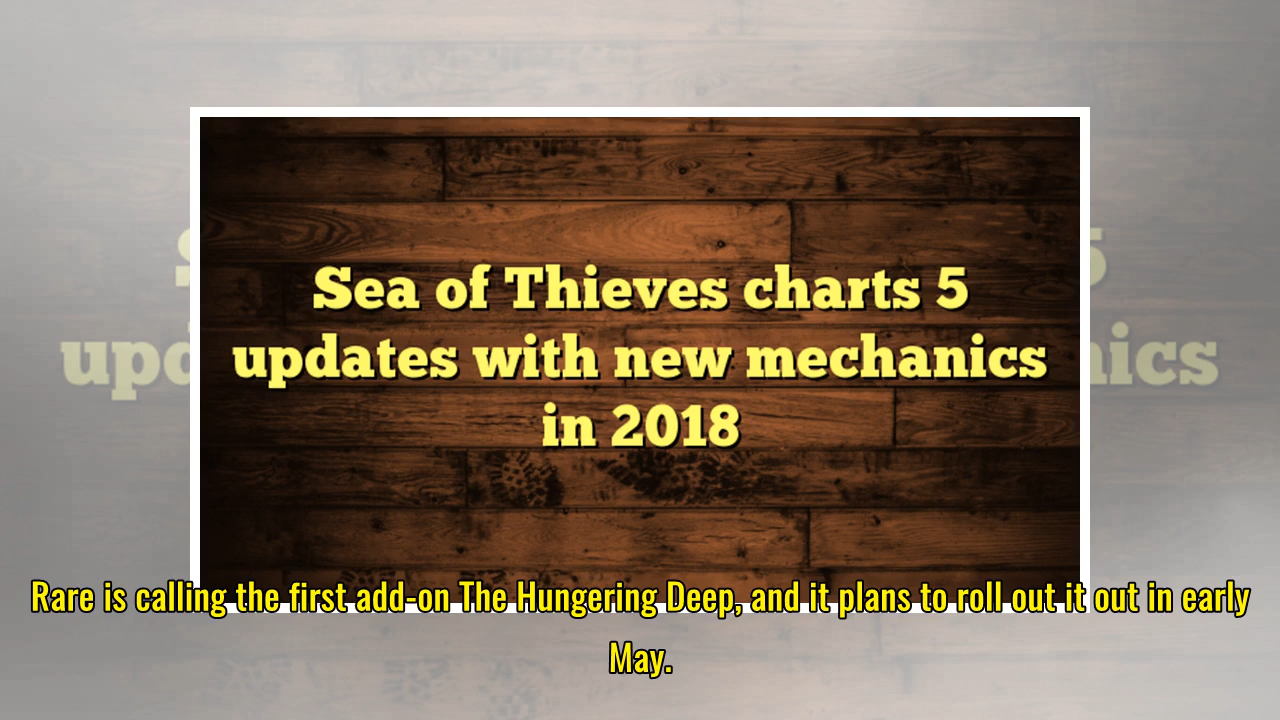 Sea of Thieves charts 5
updates with new mechanics
in 2018
Rare is calling the first add-on The Hungering Deep, and it plans to roll out it out in early
May.